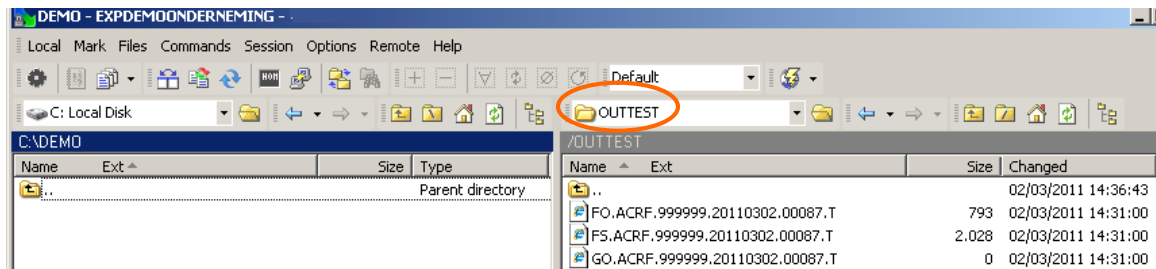 DEMO - EXPDEMOONDERNEMING - .
Local Mark Files Commands Session Options Remote Help
Default
C: Local Disk
OUTTEST
C:\DEMO
/OUTTEST
Name Ext Size Type
Name Ext Size Changed
.. Parent directory
.. 02/03/2011 14:36:43
FO.ACRF.999999.20110302.00087.T 793 02/03/2011 14:31:00
FS.ACRF.999999.20110302.00087.T 2.028 02/03/2011 14:31:00
GO.ACRF.999999.20110302.00087.T 0 02/03/2011 14:31:00